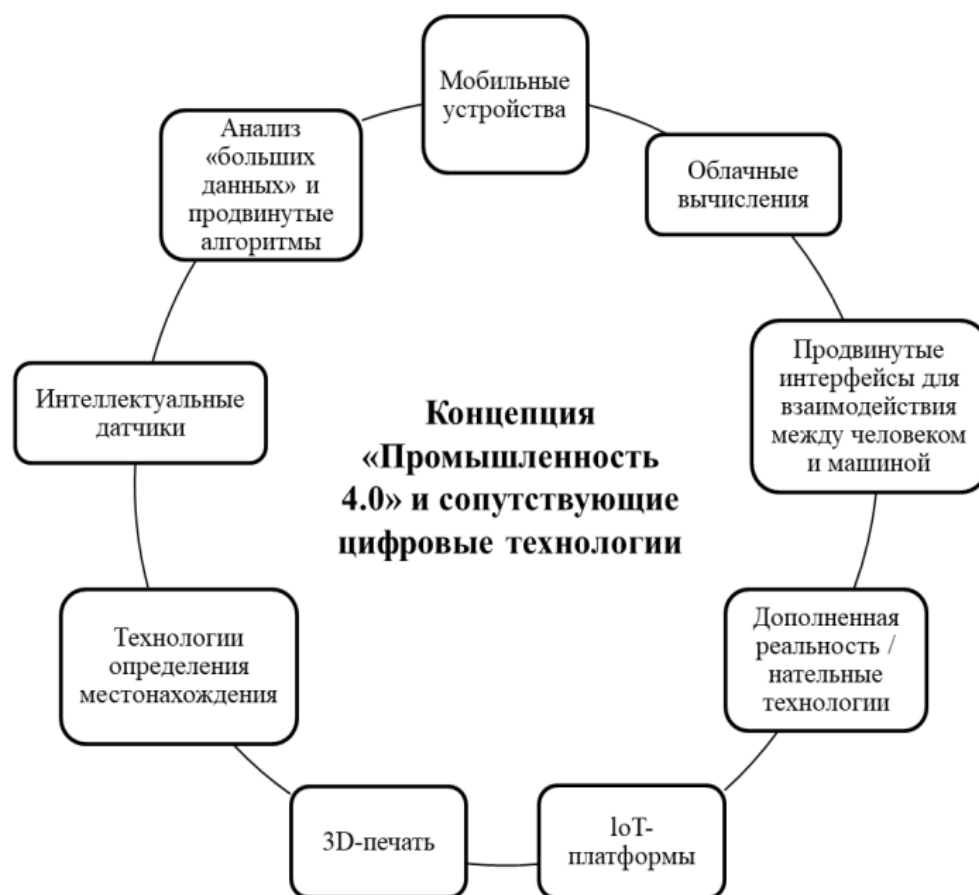 Мобильные
устройства
Облачные
вычисления
Продвинутые
интерфейсы для
взаимодействия
между человеком
и машиной
Дополненная
реальность /
нательные
технологии
loT-
платформы
3D-печать
Технологии
определения
местонахождения
Интеллектуальные
датчики
Анализ
«больших
данных» и
продвинутые
алгоритмы
Концепция
«Промышленность
4.0» и сопутствующие
цифровые технологии